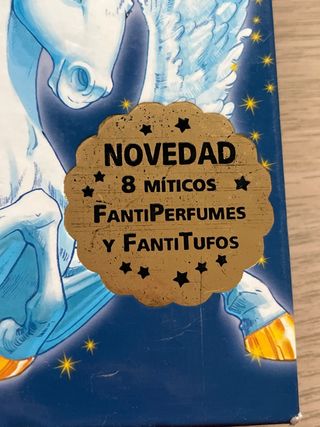 NOVEDAD
8 MÍTICOS
FANTIPERFUMES
Y FANTITUFOS